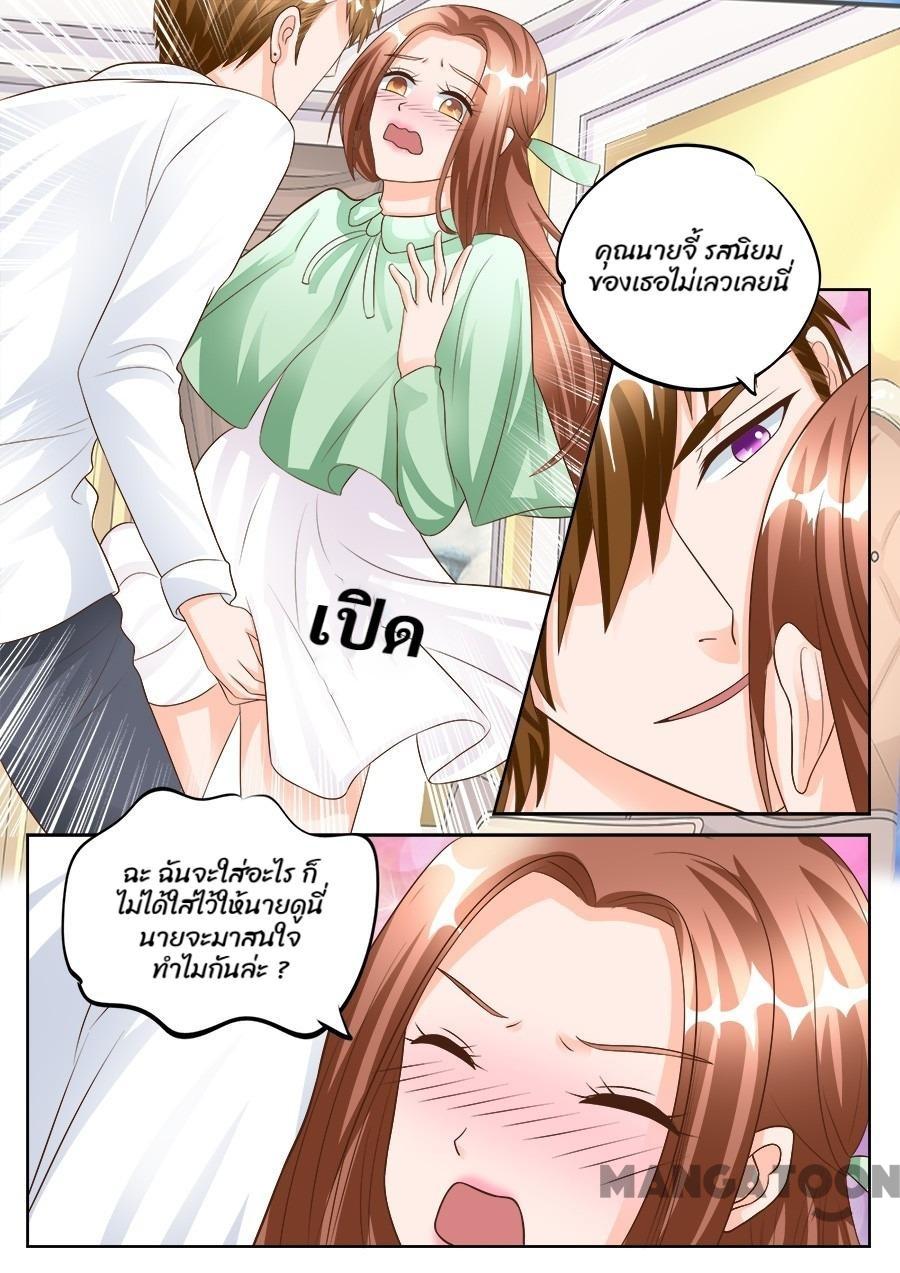 คุณนายจี้ รสนิยม
ของเธอไม่เลวเลยนี่
เปิด
ฉะ ฉันจะใส่อะไร ก็
ไม่ได้ใส่ไว้ให้นายดูนี่
นายจะมาสนใจ
ทำไมกันล่ะ ?
MANGATOON